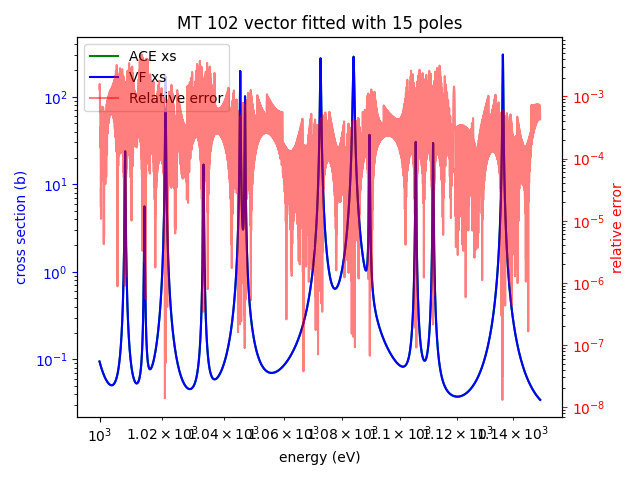 MT 102 vector fitted with 15 poles
ACE xs
VF xs
Relative error
10²
10¹
10⁰
10⁻¹
cross section (b)
10⁻³
10⁻⁴
10⁻⁵
10⁻⁶
10⁻⁷
10⁻⁸
relative error
10³ 1.02 × 10³ 1.04 × 10³ 1.06 × 10³ 1.08 × 10³ 1.1 × 10³ 1.12 × 10³ 1.14 × 10³
energy (eV)